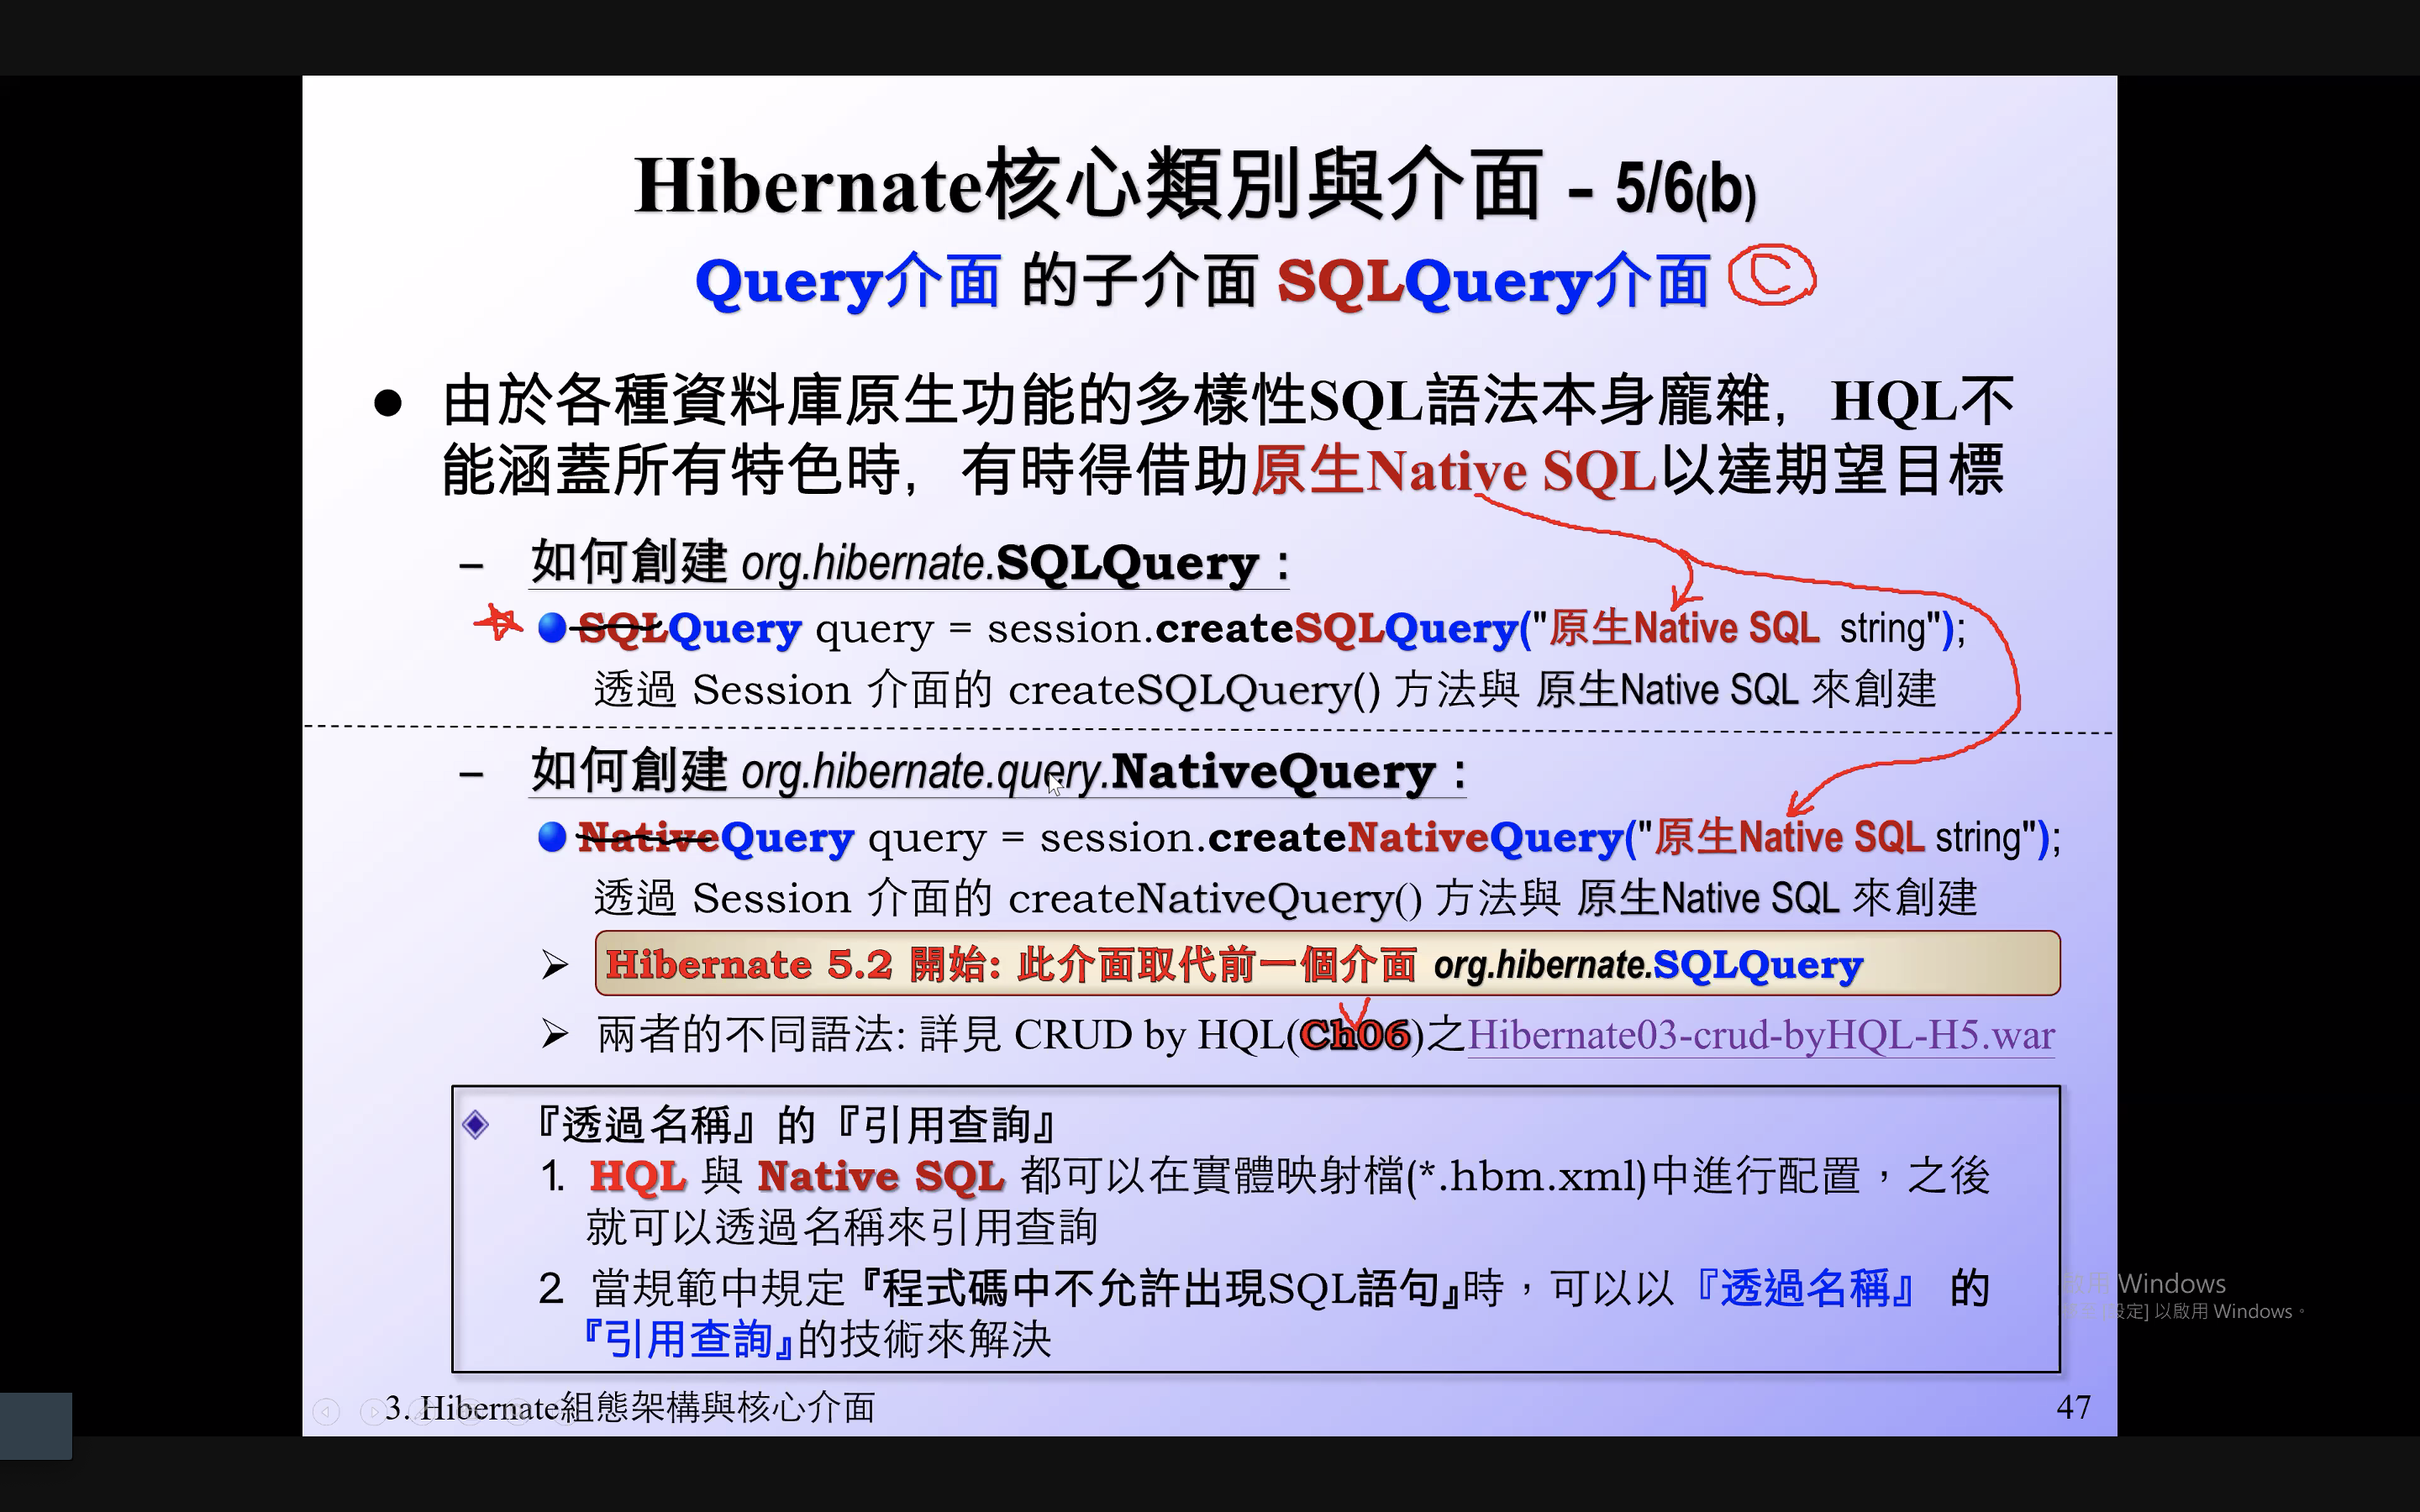 Hibernate核心類別與介面 - 5/6(b)
Query介面 的子介面 SQLQuery介面 C
由於各種資料庫原生功能的多樣性SQL語法本身龐雜，HQL不
能涵蓋所有特色時，有時得借助原生Native SQL以達期望目標
– 如何創建 org.hibernate.SQLQuery：
SQLQuery query = session.createSQLQuery("原生Native SQL string");
透過 Session 介面的 createSQLQuery() 方法與 原生Native SQL 來創建
– 如何創建 org.hibernate.query.NativeQuery：
NativeQuery query = session.createNativeQuery("原生Native SQL string");
透過 Session 介面的 createNativeQuery() 方法與 原生Native SQL 來創建
Hibernate 5.2 開始: 此介面取代前一個介面 org.hibernate.SQLQuery
兩者的不同語法: 詳見 CRUD by HQL(Ch06)之Hibernate03-crud-byHQL-H5.war
『透過名稱』的『引用查詢』
1. HQL 與 Native SQL 都可以在實體映射檔(*.hbm.xml)中進行配置，之後
就可以透過名稱來引用查詢
2 當規範中規定『程式碼中不允許出現SQL語句』時，可以以『透過名稱』 的
『引用查詢』的技術來解決
啟用 Windows
設定] 以啟用 Windows。
3. Hibernate組態架構與核心介面
47